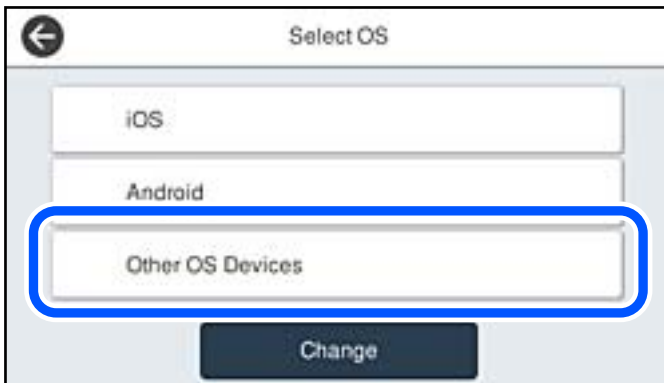 Select OS
iOS
Android
Other OS Devices
Change